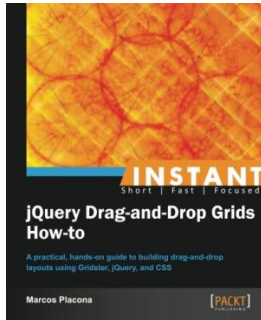 INSTANT
Short | Fast | Focused
jQuery Drag-and-Drop Grids
How-to
A practical, hands-on guide to building drag-and-drop
layouts using Gridster, jQuery, and CSS
Marcos Placona
[PACKT]
PUBLISHING